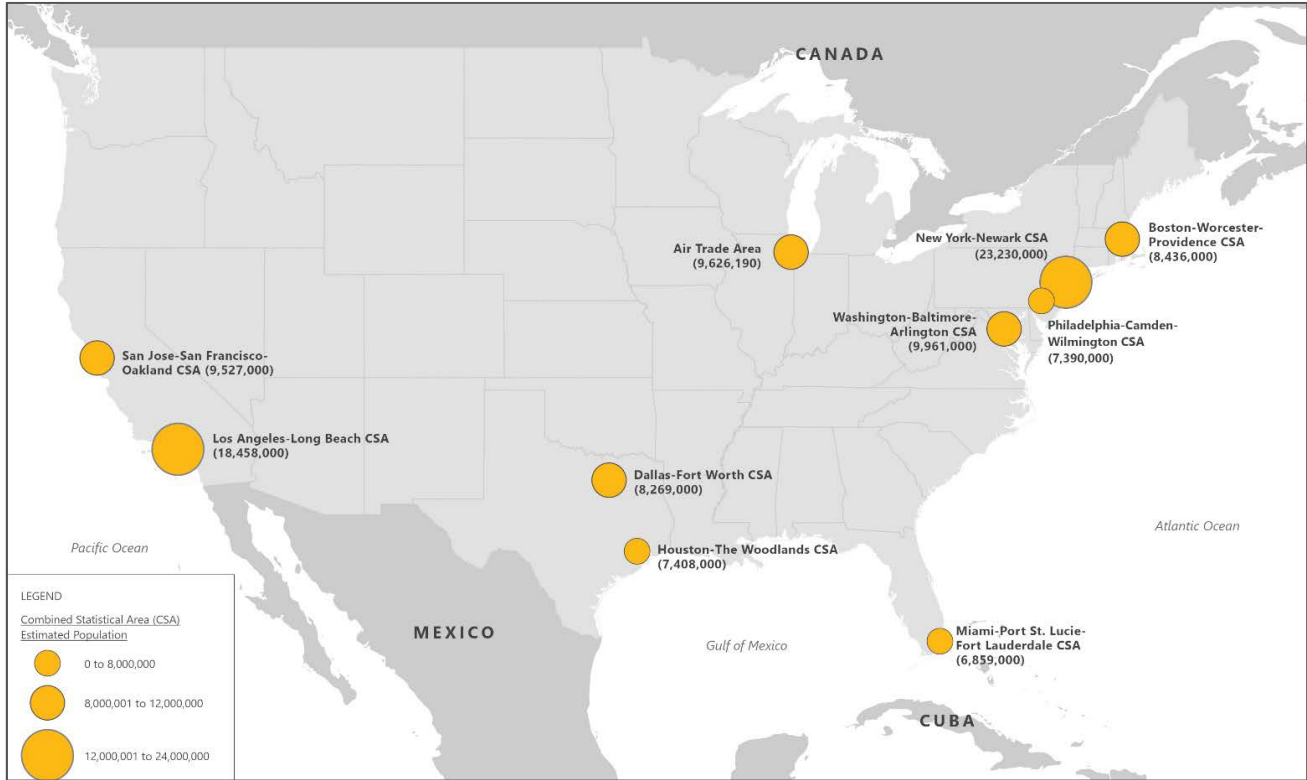 CANADA
Air Trade Area
(9,626,190)
New York-Newark CSA
(23,230,000)
Boston-Worcester-
Providence CSA
(8,436,000)
Washington-Baltimore-
Arlington CSA
(9,961,000)
Philadelphia-Camden-
Wilmington CSA
(7,390,000)
San Jose-San Francisco-
Oakland CSA (9,527,000)
Los Angeles-Long Beach CSA
(18,458,000)
Dallas-Fort Worth CSA
(8,269,000)
Houston-The Woodlands CSA
(7,408,000)
Pacific Ocean
Atlantic Ocean
MEXICO
Gulf of Mexico
Miami-Port St. Lucie-
Fort Lauderdale CSA
(6,859,000)
CUBA
LEGEND
Combined Statistical Area (CSA)
Estimated Population
0 to 8,000,000
8,000,001 to 12,000,000
12,000,001 to 24,000,000